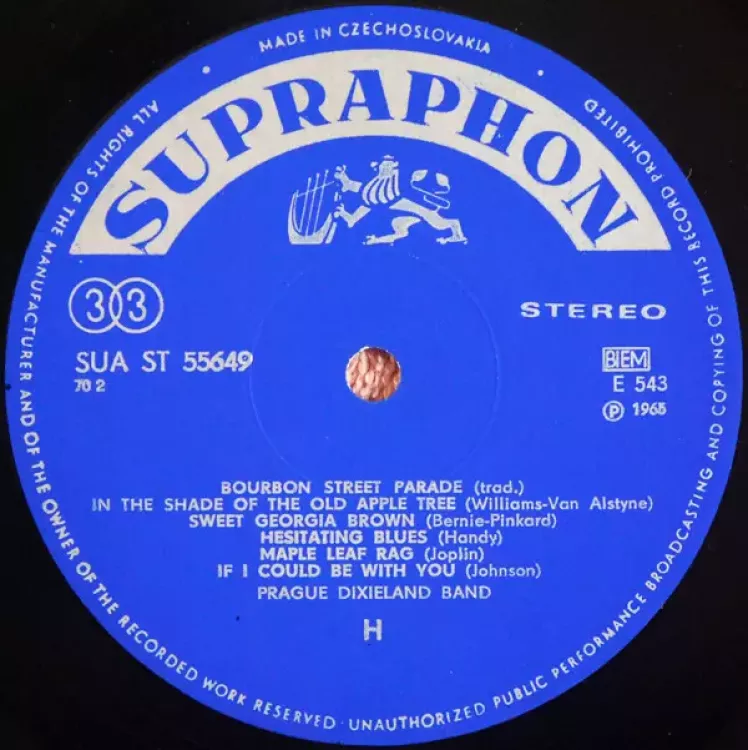 MADE IN CZECHOSLOVAKIA
SUPRAPHON
33
STEREO
SUA ST 55649
70 2
BIEM
E 543
℗ 1965
BOURBON STREET PARADE (trad.)
IN THE SHADE OF THE OLD APPLE TREE (Williams-Van Alstyne)
SWEET GEORGIA BROWN (Bernie-Pinkard)
HESITATING BLUES (Handy)
MAPLE LEAF RAG (Joplin)
IF I COULD BE WITH YOU (Johnson)
PRAGUE DIXIELAND BAND
H
ALL RIGHTS OF THE MANUFACTURER AND OF THE OWNER OF THE RECORDED WORK RESERVED · UNAUTHORIZED PUBLIC PERFORMANCE BROADCASTING AND COPYING OF THIS RECORD PROHIBITED